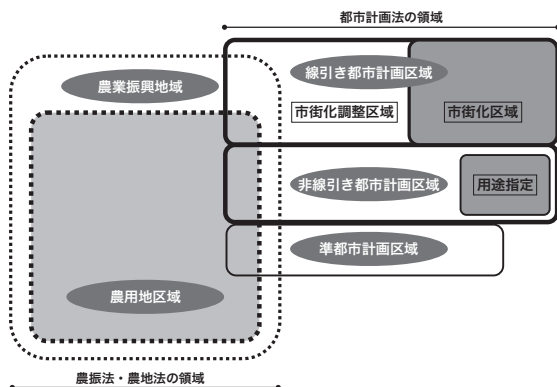 都市計画法の領域
線引き都市計画区域
農業振興地域
市街化調整区域
市街化区域
非線引き都市計画区域
用途指定
準都市計画区域
農用地区域
農振法・農地法の領域